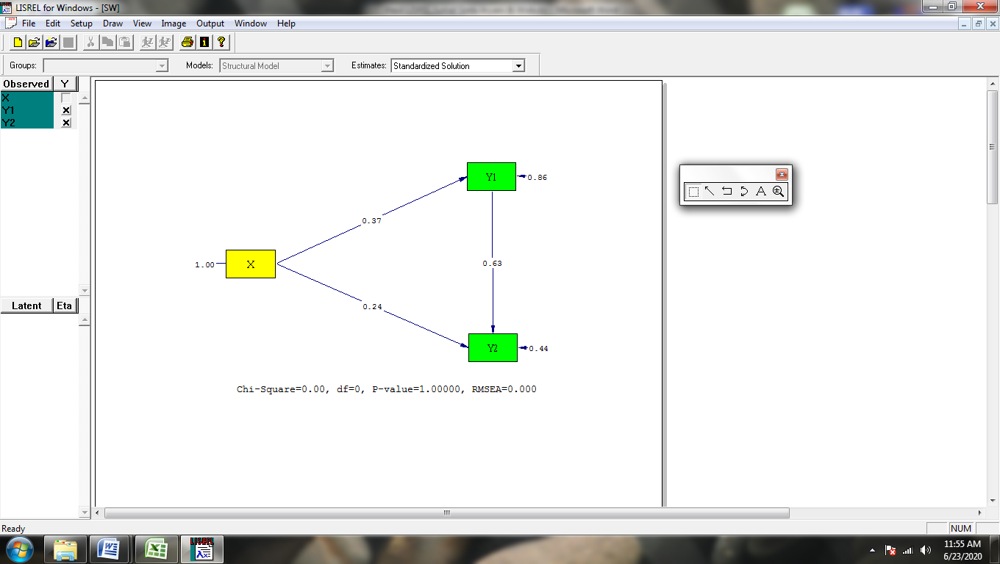 LISREL for Windows - [SW]
File Edit Setup Draw View Image Output Window Help
Groups: Models: Structural Model Estimates: Standardized Solution
Observed Y
X
Y1
Y2
Latent Eta
Y1
0.86
0.37
X
1.00
0.63
0.24
Y2
0.44
Chi-Square=0.00, df=0, P-value=1.00000, RMSEA=0.000
A
Ready
NUM
LISREL
11:55 AM
6/23/2020